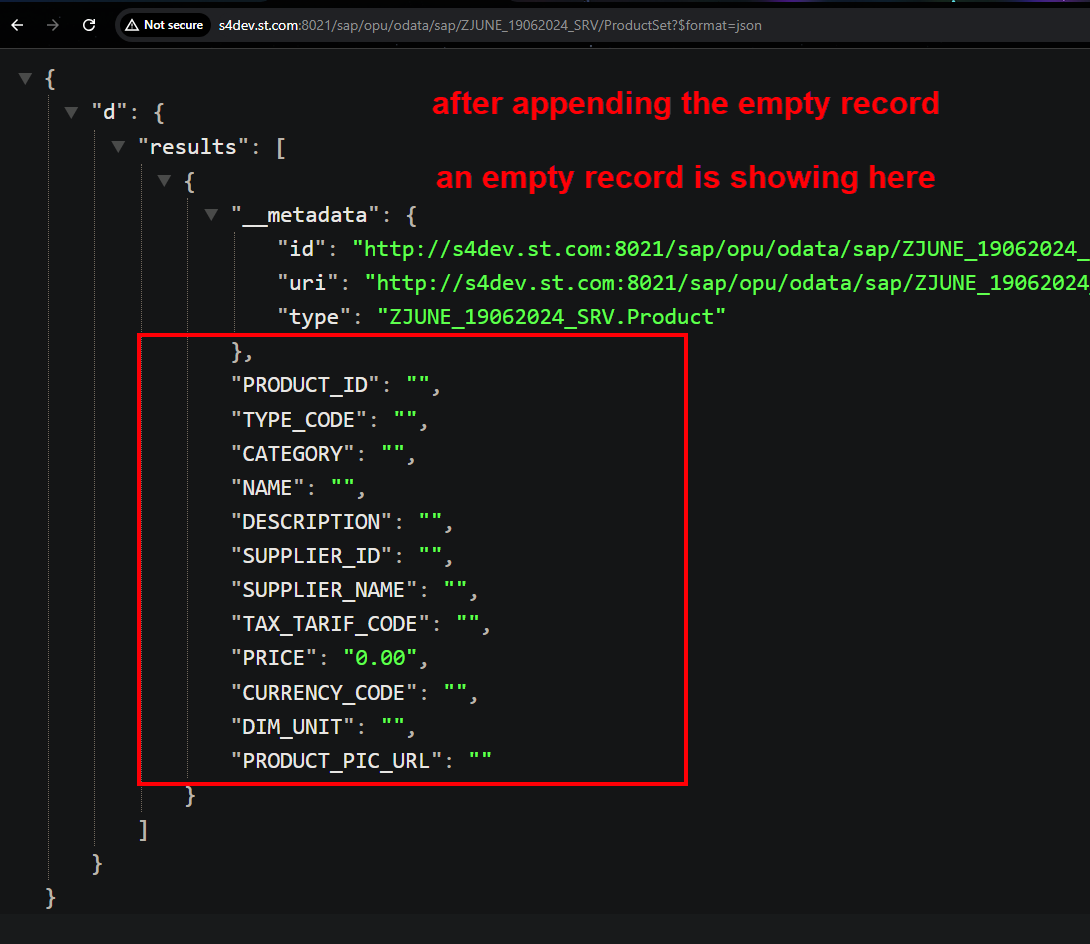 Not secure s4dev.st.com:8021/sap/opu/odata/sap/ZJUNE_19062024_SRV/ProductSet?$format=json
{
"d": {
after appending the empty record
"results": [
an empty record is showing here
{
"__metadata": {
"id": "http://s4dev.st.com:8021/sap/opu/odata/sap/ZJUNE_19062024_
"uri": "http://s4dev.st.com:8021/sap/opu/odata/sap/ZJUNE_19062024_
"type": "ZJUNE_19062024_SRV.Product"
},
"PRODUCT_ID": "",
"TYPE_CODE": "",
"CATEGORY": "",
"NAME": "",
"DESCRIPTION": "",
"SUPPLIER_ID": "",
"SUPPLIER_NAME": "",
"TAX_TARIF_CODE": "",
"PRICE": "0.00",
"CURRENCY_CODE": "",
"DIM_UNIT": "",
"PRODUCT_PIC_URL": ""
}
]
}
}